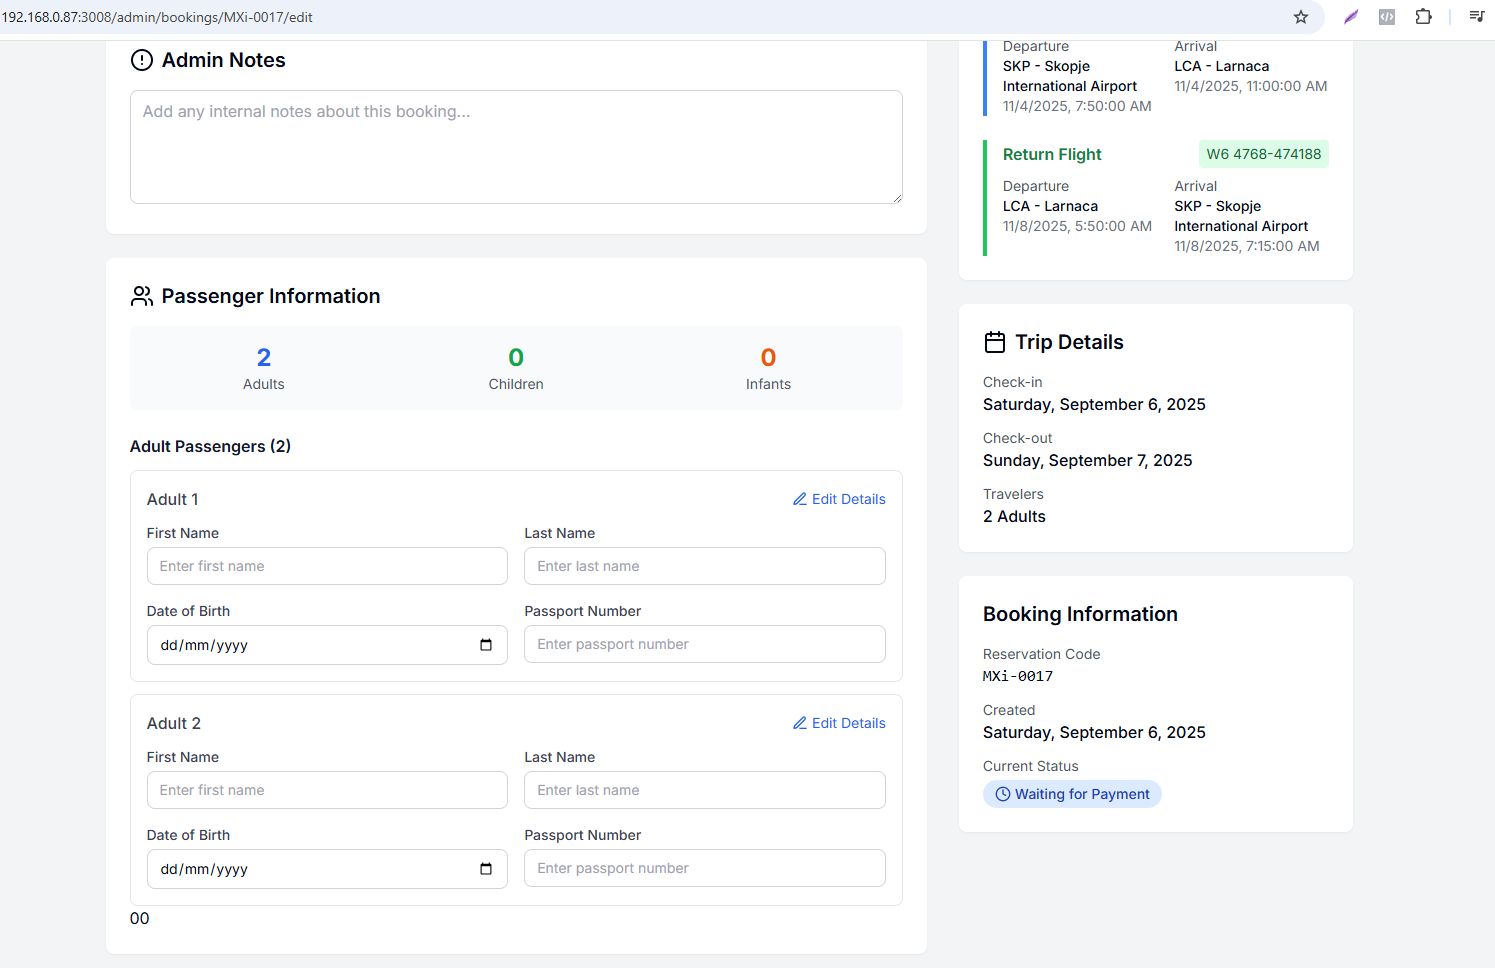 192.168.0.87:3008/admin/bookings/MXi-0017/edit
Admin Notes
Add any internal notes about this booking...
Passenger Information
2
Adults
0
Children
0
Infants
Adult Passengers (2)
Adult 1
Edit Details
First Name
Last Name
Enter first name
Enter last name
Date of Birth
Passport Number
dd/mm/yyyy
Enter passport number
Adult 2
Edit Details
First Name
Last Name
Enter first name
Enter last name
Date of Birth
Passport Number
dd/mm/yyyy
Enter passport number
00
Departure
SKP - Skopje
International Airport
11/4/2025, 7:50:00 AM
Arrival
LCA - Larnaca
11/4/2025, 11:00:00 AM
Return Flight
W6 4768-474188
Departure
LCA - Larnaca
11/8/2025, 5:50:00 AM
Arrival
SKP - Skopje
International Airport
11/8/2025, 7:15:00 AM
Trip Details
Check-in
Saturday, September 6, 2025
Check-out
Sunday, September 7, 2025
Travelers
2 Adults
Booking Information
Reservation Code
MXi-0017
Created
Saturday, September 6, 2025
Current Status
Waiting for Payment